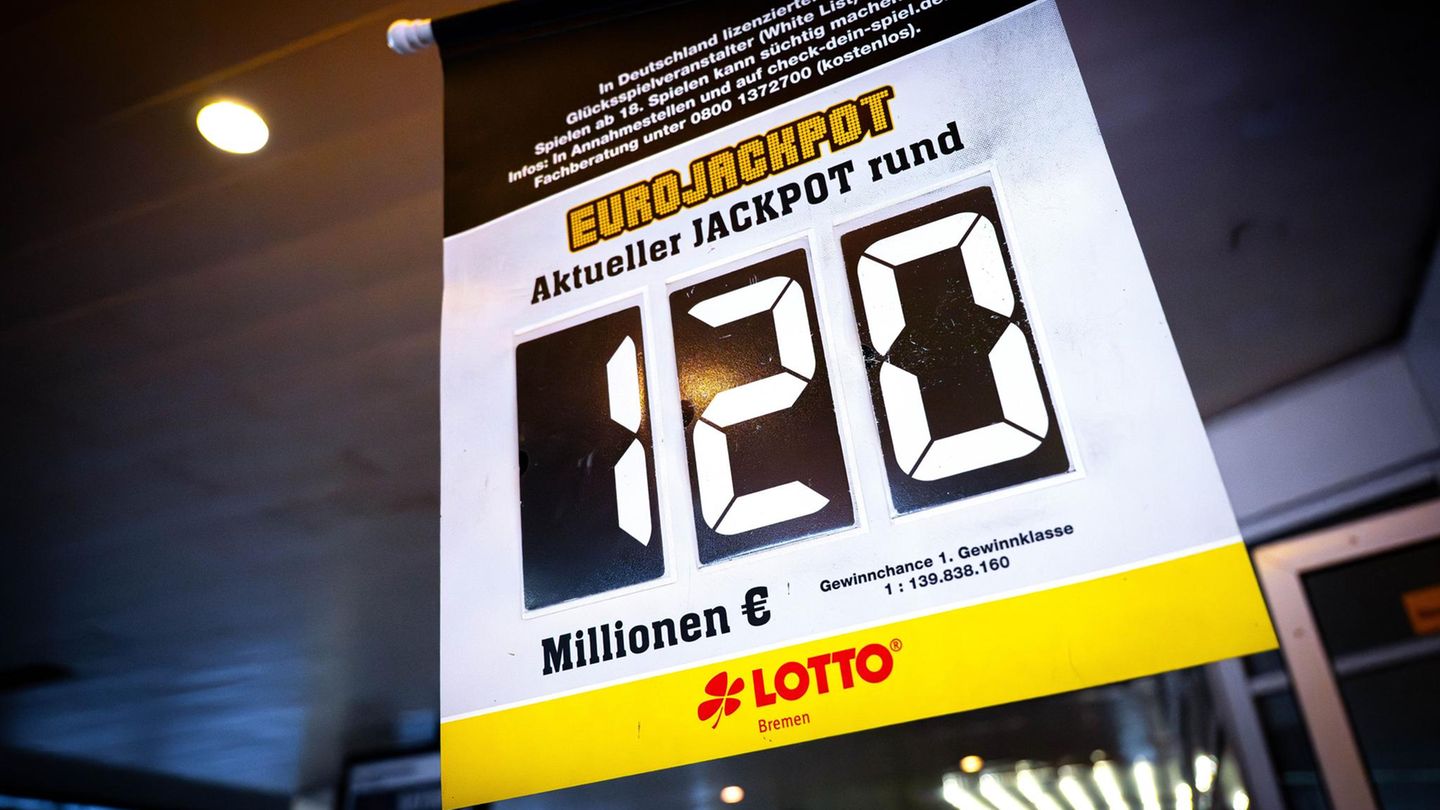 In Deutschland lizenzierter
Glücksspielveranstalter (White List)
Spielen ab 18. Spielen kann süchtig machen
Infos: In Annahmestellen und auf check-dein-spiel.de
Fachberatung unter 0800 1372700 (kostenlos).
EUROJACKPOT
Aktueller JACKPOT rund
120
Millionen €
Gewinnchance 1. Gewinnklasse
1 : 139.838.160
LOTTO®
Bremen